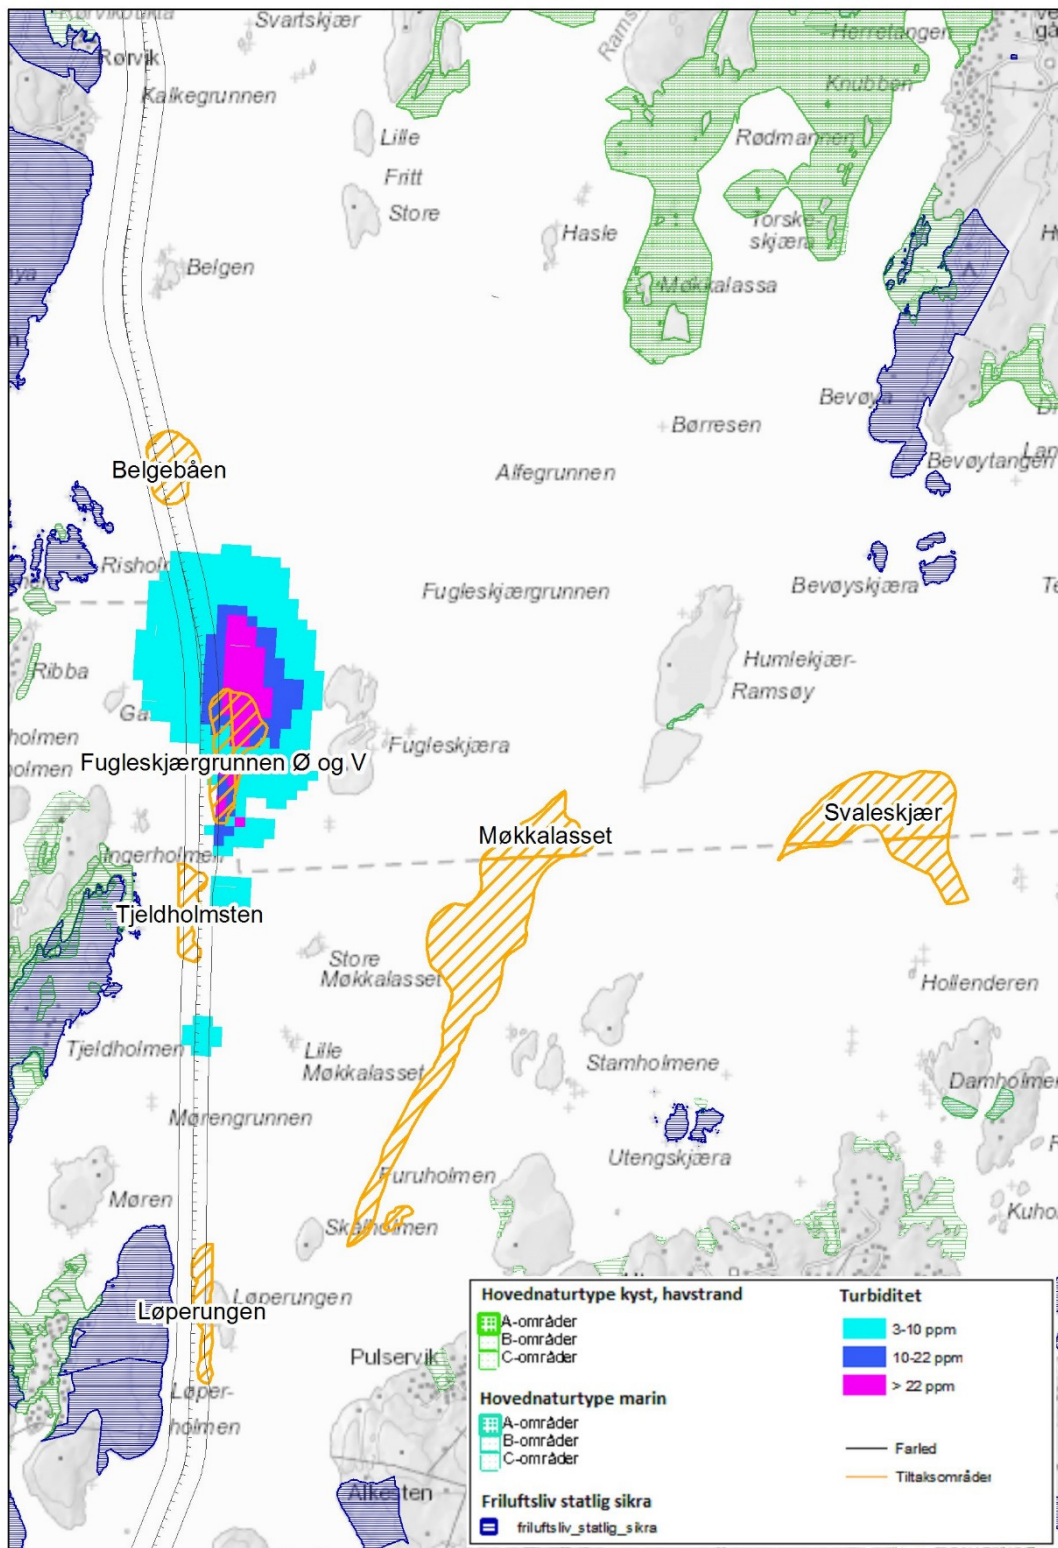 Svartskjær
Rørvik
Kalkegrunnen
Herretangen
Knubben
Lille
Rødmannen
Fritt
Store
Torske-
skjæra
Hasle
Belgen
Møkkalassa
Bevøya
Børresen
Bevøytangen
Belgebåen
Alfegrunnen
Fugleskjærgrunnen
Bevøyskjæra
Ribba
Humlekjær-
Ramsøy
Fugleskjæra
Fugleskjærgrunnen Ø og V
Svaleskjær
Møkkalasset
Ingerholmen
Tjeldholmsten
Store
Møkkalasset
Hollenderen
Tjeldholmen
Lille
Møkkalasset
Stamholmene
Damholmen
Mørengrunnen
Utengskjæra
Furuholmen
Møren
Skalholmen
Løperungen
Løperungen
Pulservik
Løper-
holmen
Alkesten
Hovednaturtype kyst, havstrand
A-områder
B-områder
C-områder
Hovednaturtype marin
A-områder
B-områder
C-områder
Friluftsliv statlig sikra
friluftsliv_statlig_sikra
Turbiditet
3-10 ppm
10-22 ppm
> 22 ppm
Farled
Tiltaksområder